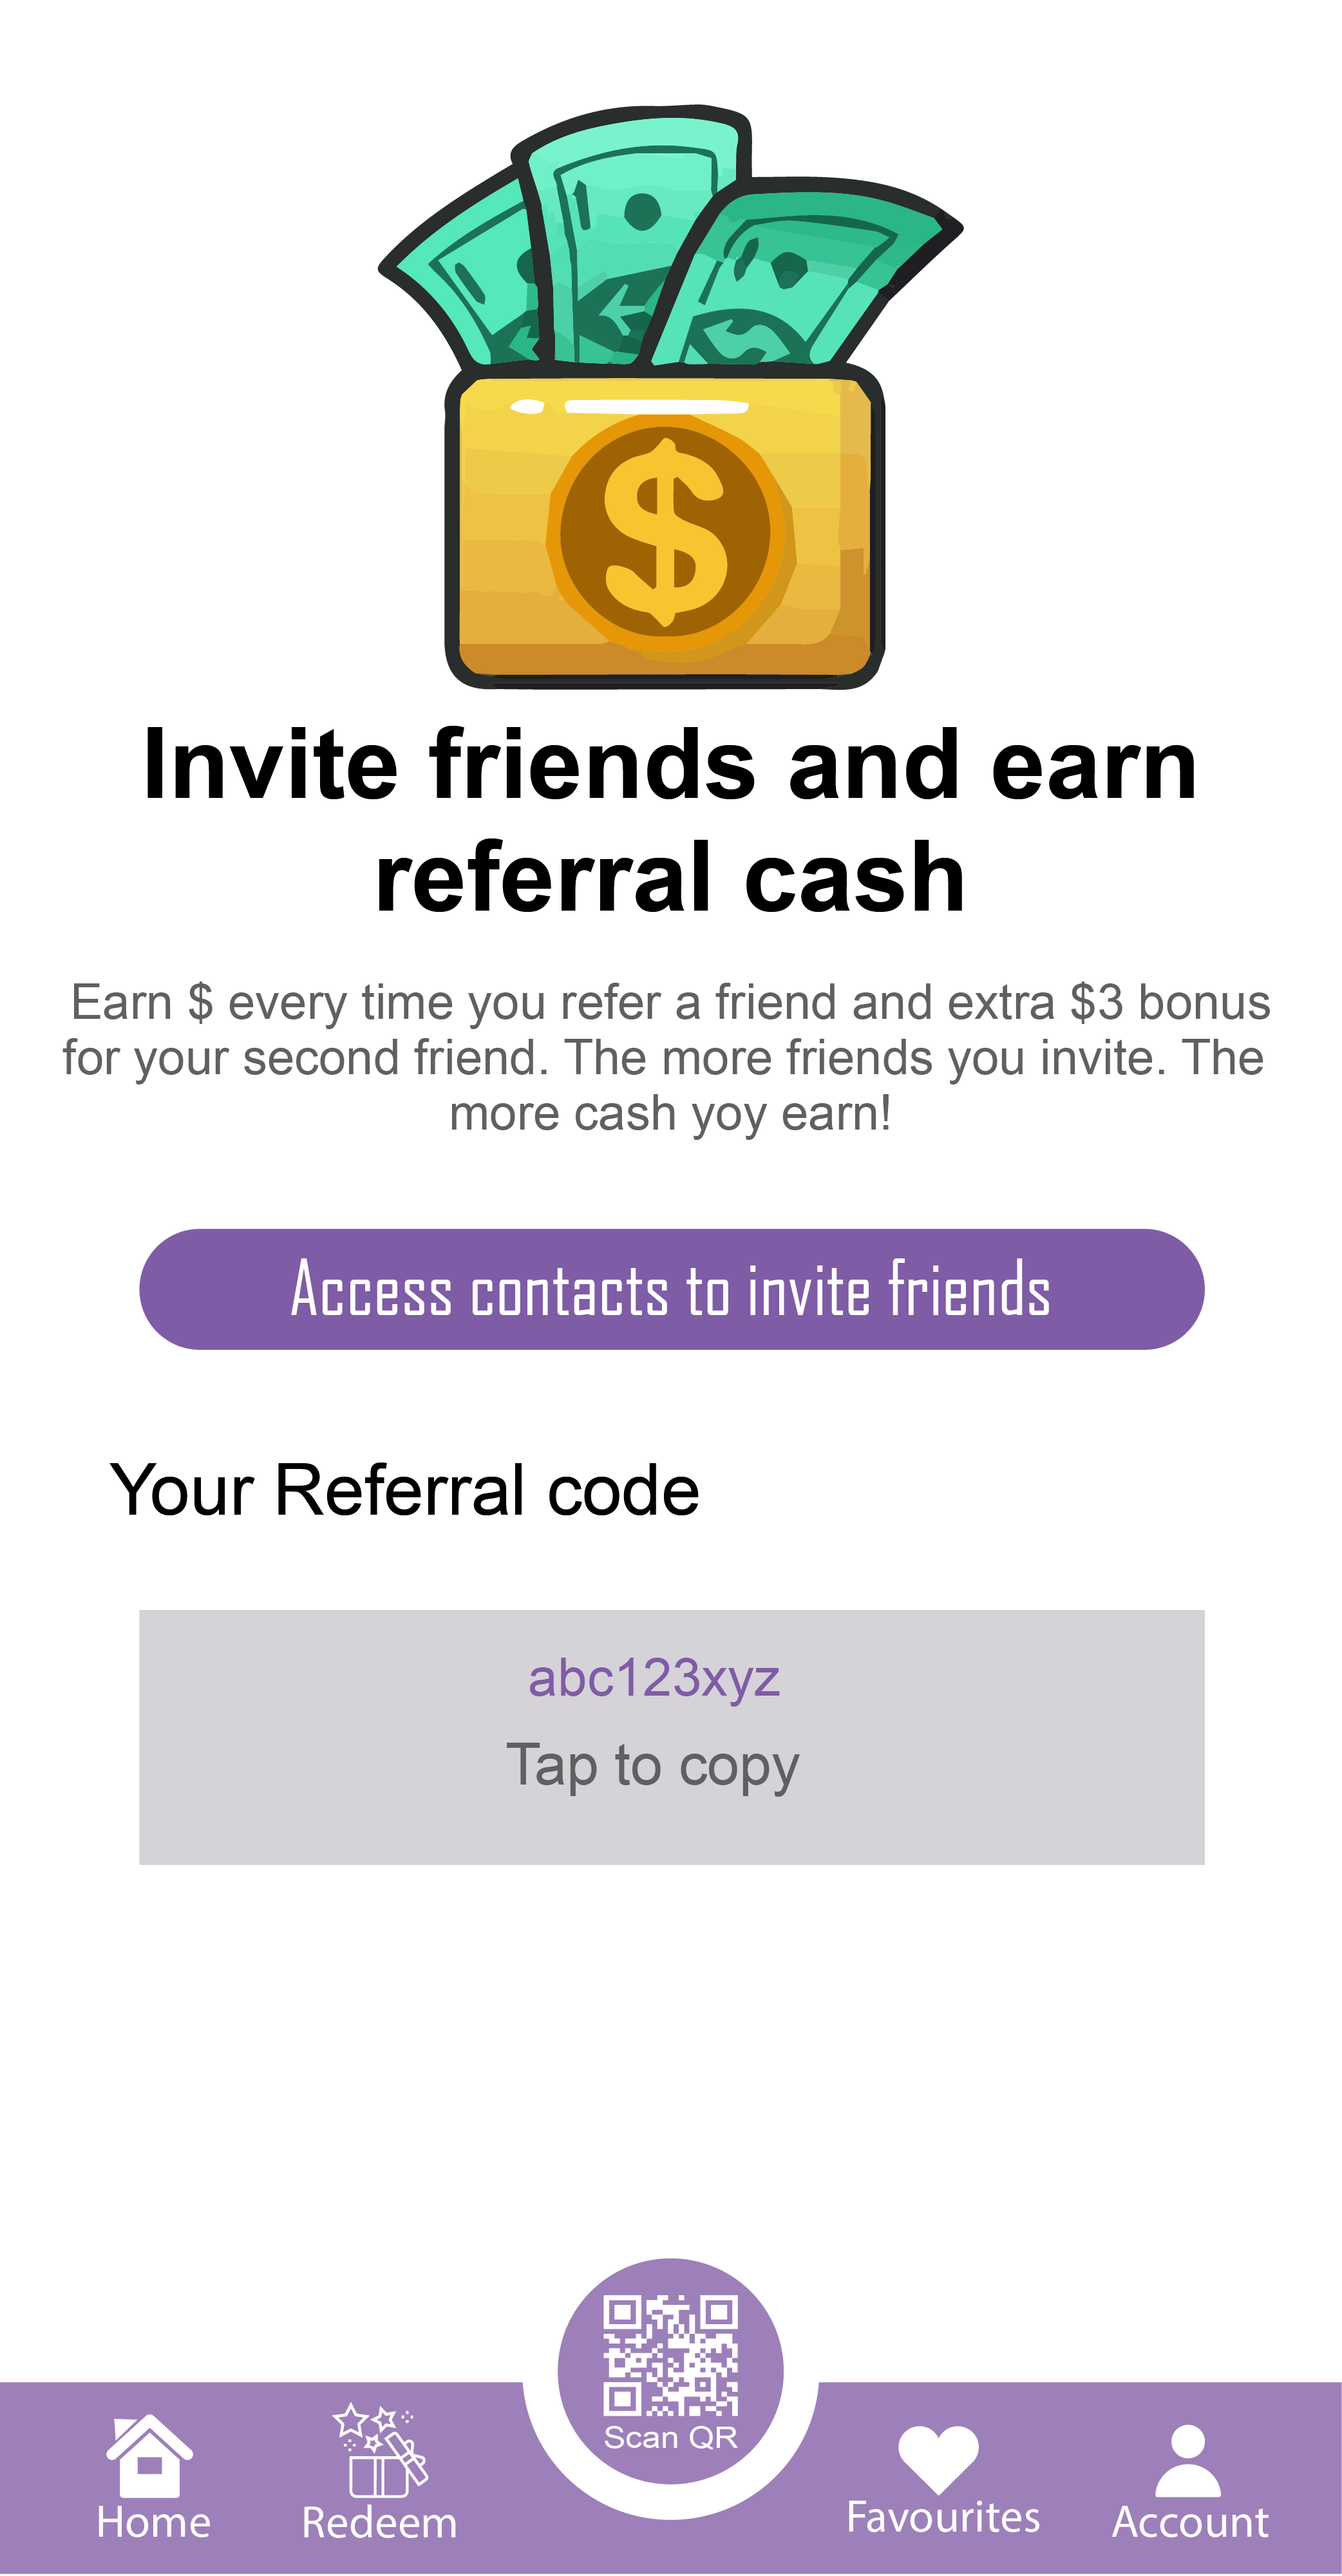 $
Invite friends and earn
referral cash
Earn $ every time you refer a friend and extra $3 bonus
for your second friend. The more friends you invite. The
more cash yoy earn!
Access contacts to invite friends
Your Referral code
abc123xyz
Tap to copy
Scan QR
Home
Redeem
Favourites
Account